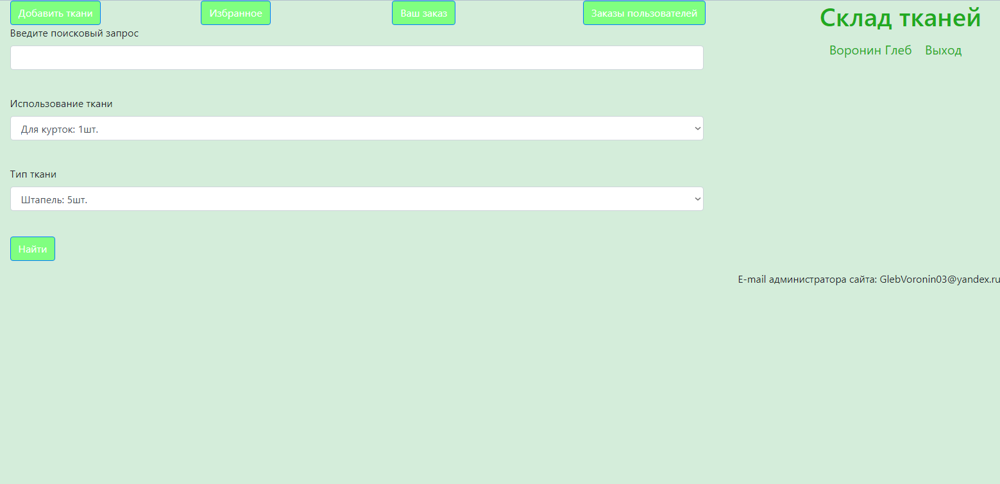 Добавить ткани
Избранное
Ваш заказ
Заказы пользователей
Склад тканей
Воронин Глеб
Выход
Введите поисковый запрос
Использование ткани
Для курток: 1шт.
Тип ткани
Штапель: 5шт.
Найти
E-mail администратора сайта: GlebVoronin03@yandex.ru